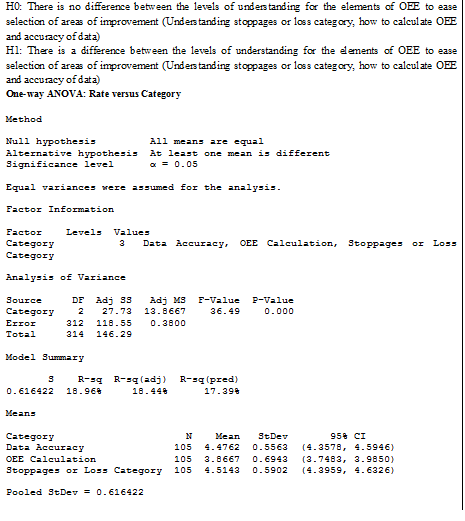 H0: There is no difference between the levels of understanding for the elements of OEE to ease
selection of areas of improvement (Understanding stoppages or loss category, how to calculate OEE
and accuracy of data)
H1: There is a difference between the levels of understanding for the elements of OEE to ease
selection of areas of improvement (Understanding stoppages or loss category, how to calculate OEE
and accuracy of data)
One-way ANOVA: Rate versus Category
Method
Null hypothesis All means are equal
Alternative hypothesis At least one mean is different
Significance level α = 0.05
Equal variances were assumed for the analysis.
Factor Information
Factor Levels Values
Category 3 Data Accuracy, OEE Calculation, Stoppages or Loss
Category
Analysis of Variance
Source DF Adj SS Adj MS F-Value P-Value
Category 2 27.73 13.8667 36.49 0.000
Error 312 118.55 0.3800
Total 314 146.29
Model Summary
S R-sq R-sq(adj) R-sq(pred)
0.616422 18.96% 18.44% 17.39%
Means
Category N Mean StDev 95% CI
Data Accuracy 105 4.4762 0.5563 (4.3578, 4.5946)
OEE Calculation 105 3.8667 0.6943 (3.7483, 3.9850)
Stoppages or Loss Category 105 4.5143 0.5902 (4.3959, 4.6326)
Pooled StDev = 0.616422